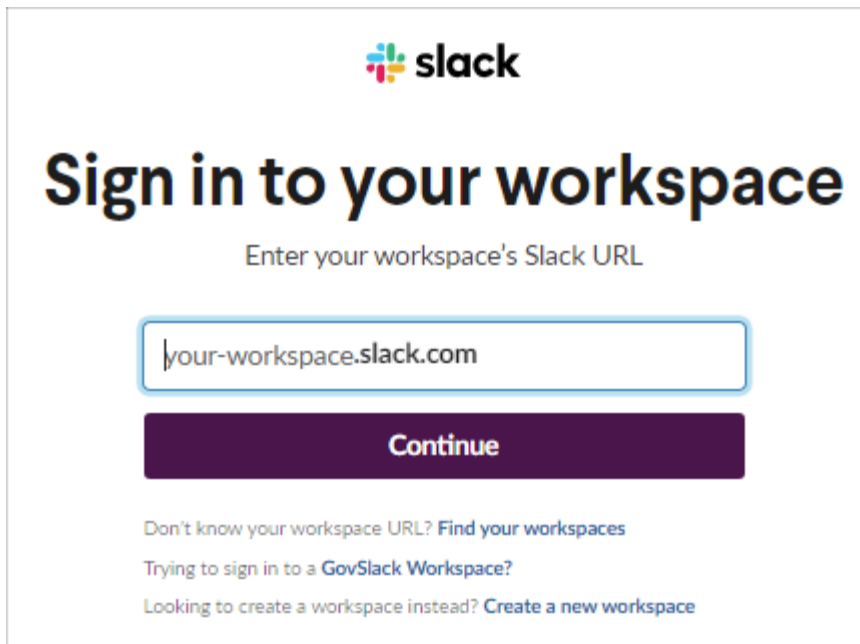 slack
Sign in to your workspace
Enter your workspace's Slack URL
your-workspace.slack.com
Continue
Don't know your workspace URL? Find your workspaces
Trying to sign in to a GovSlack Workspace?
Looking to create a workspace instead? Create a new workspace